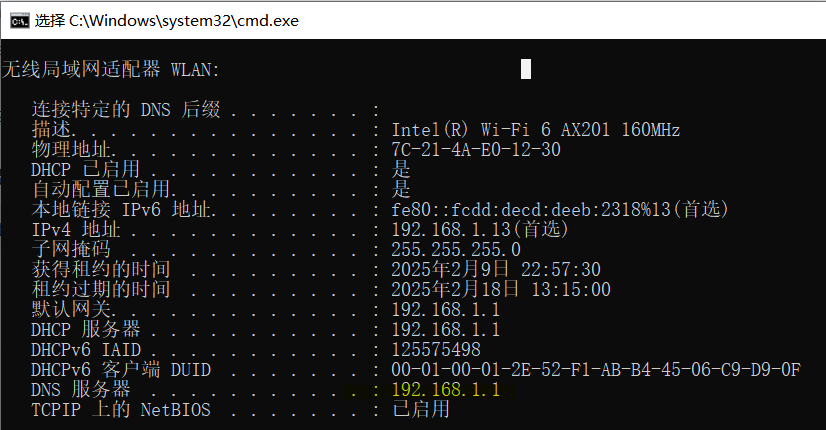 选择 C:\Windows\system32\cmd.exe
无线局域网适配器 WLAN:
连接特定的 DNS 后缀 . . . . . . . :
描述. . . . . . . . . . . . . . . : Intel(R) Wi-Fi 6 AX201 160MHz
物理地址. . . . . . . . . . . . . : 7C-21-4A-E0-12-30
DHCP 已启用 . . . . . . . . . . . : 是
自动配置已启用. . . . . . . . . . : 是
本地链接 IPv6 地址. . . . . . . . : fe80::fcdd:decd:deeb:2318%13(首选)
IPv4 地址 . . . . . . . . . . . . : 192.168.1.13(首选)
子网掩码  . . . . . . . . . . . . : 255.255.255.0
获得租约的时间  . . . . . . . . . : 2025年2月9日 22:57:30
租约过期的时间  . . . . . . . . . : 2025年2月18日 13:15:00
默认网关. . . . . . . . . . . . . : 192.168.1.1
DHCP 服务器 . . . . . . . . . . . : 192.168.1.1
DHCPv6 IAID . . . . . . . . . . . : 125575498
DHCPv6 客户端 DUID  . . . . . . . : 00-01-00-01-2E-52-F1-AB-B4-45-06-C9-D9-0F
DNS 服务器  . . . . . . . . . . . : 192.168.1.1
TCPIP 上的 NetBIOS  . . . . . . . : 已启用